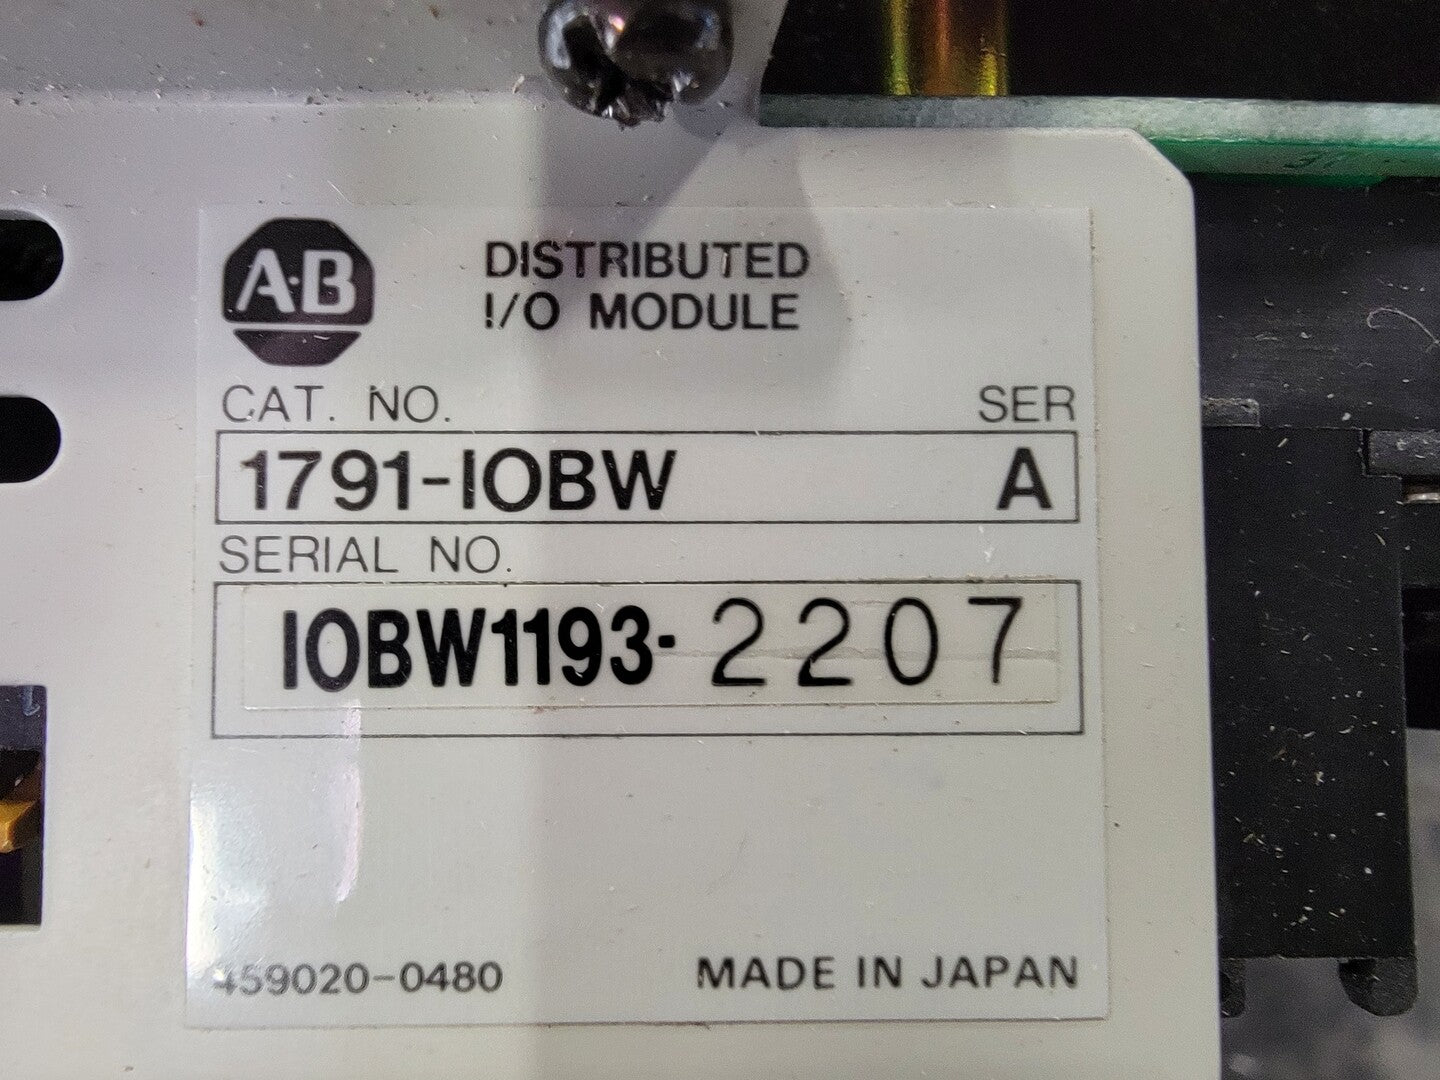 A·B
DISTRIBUTED
I/O MODULE
CAT. NO. SER
1791-IOBW A
SERIAL NO.
IOBW1193-2207
459020-0480 MADE IN JAPAN